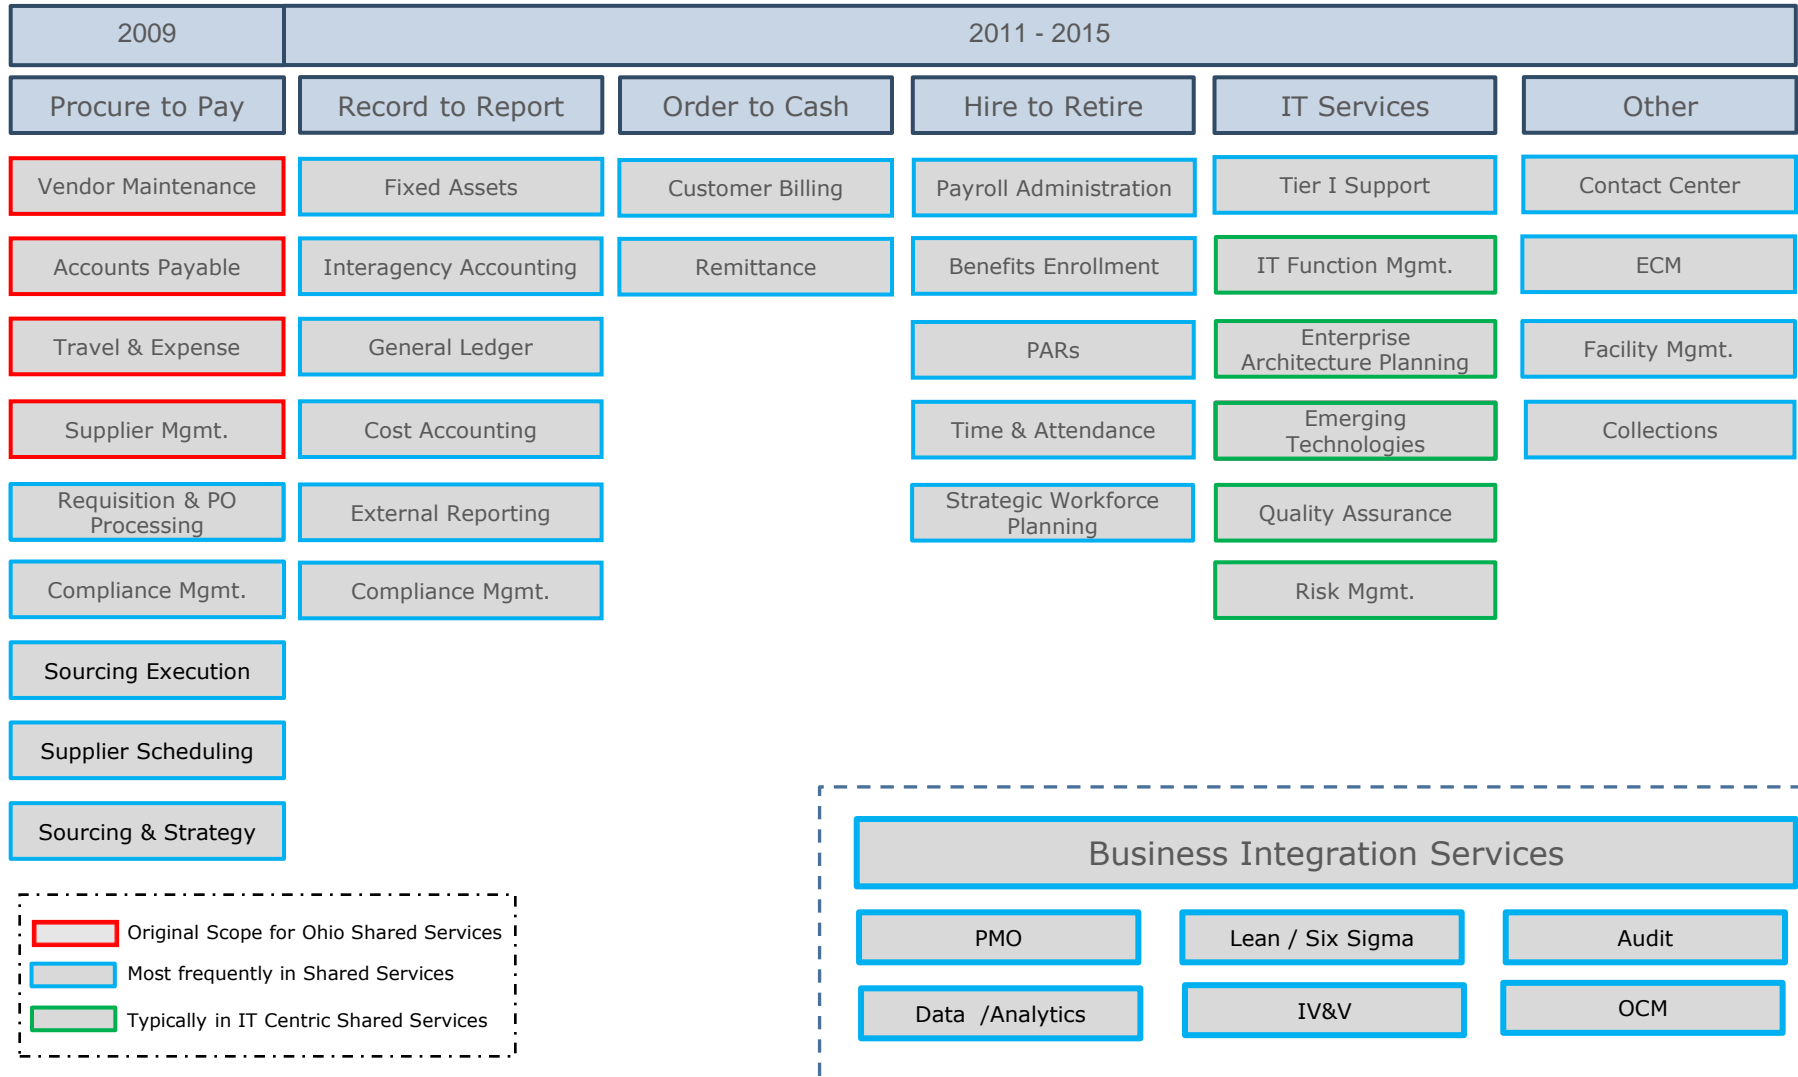 2009
2011 - 2015
Procure to Pay
Record to Report
Order to Cash
Hire to Retire
IT Services
Other
Vendor Maintenance
Fixed Assets
Customer Billing
Payroll Administration
Tier I Support
Contact Center
Accounts Payable
Interagency Accounting
Remittance
Benefits Enrollment
IT Function Mgmt.
ECM
Travel & Expense
General Ledger
PARs
Enterprise
Architecture Planning
Facility Mgmt.
Supplier Mgmt.
Cost Accounting
Time & Attendance
Emerging
Technologies
Collections
Requisition & PO
Processing
External Reporting
Strategic Workforce
Planning
Quality Assurance
Compliance Mgmt.
Compliance Mgmt.
Risk Mgmt.
Sourcing Execution
Supplier Scheduling
Sourcing & Strategy
Business Integration Services
PMO
Lean / Six Sigma
Audit
Data /Analytics
IV&V
OCM
Original Scope for Ohio Shared Services
Most frequently in Shared Services
Typically in IT Centric Shared Services